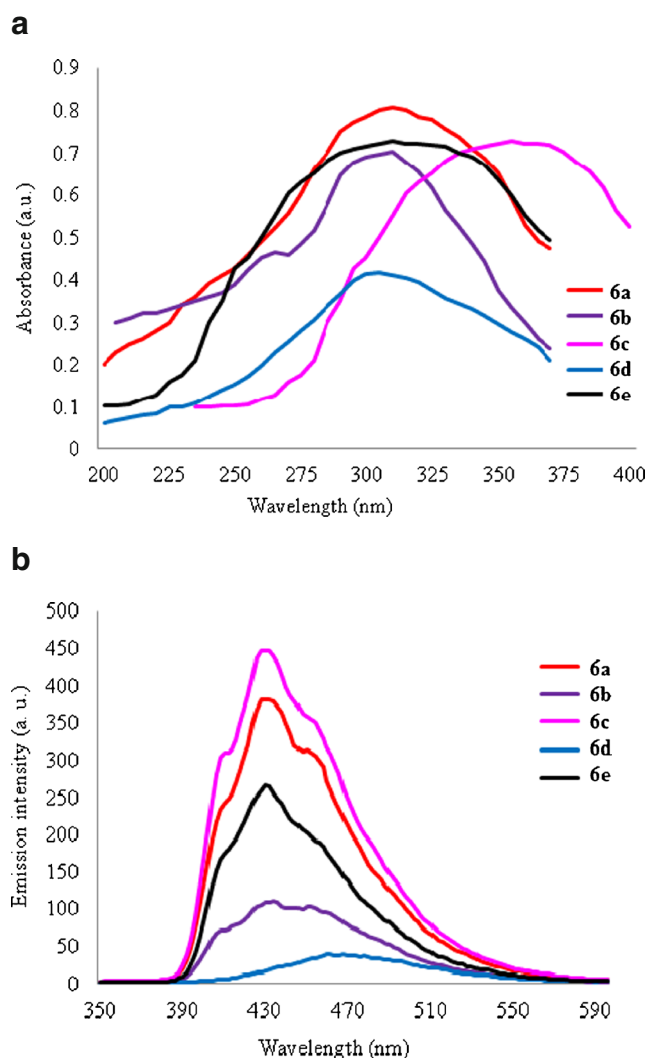 a
0.9
0.8
0.7
0.6
0.5
0.4
0.3
0.2
0.1
0
Absorbance (a.u.)
6a
6b
6c
6d
6e
200 225 250 275 300 325 350 375 400
Wavelength (nm)
b
500
450
400
350
300
250
200
150
100
50
0
Emission intensity (a. u.)
6a
6b
6c
6d
6e
350 390 430 470 510 550 590
Wavelength (nm)